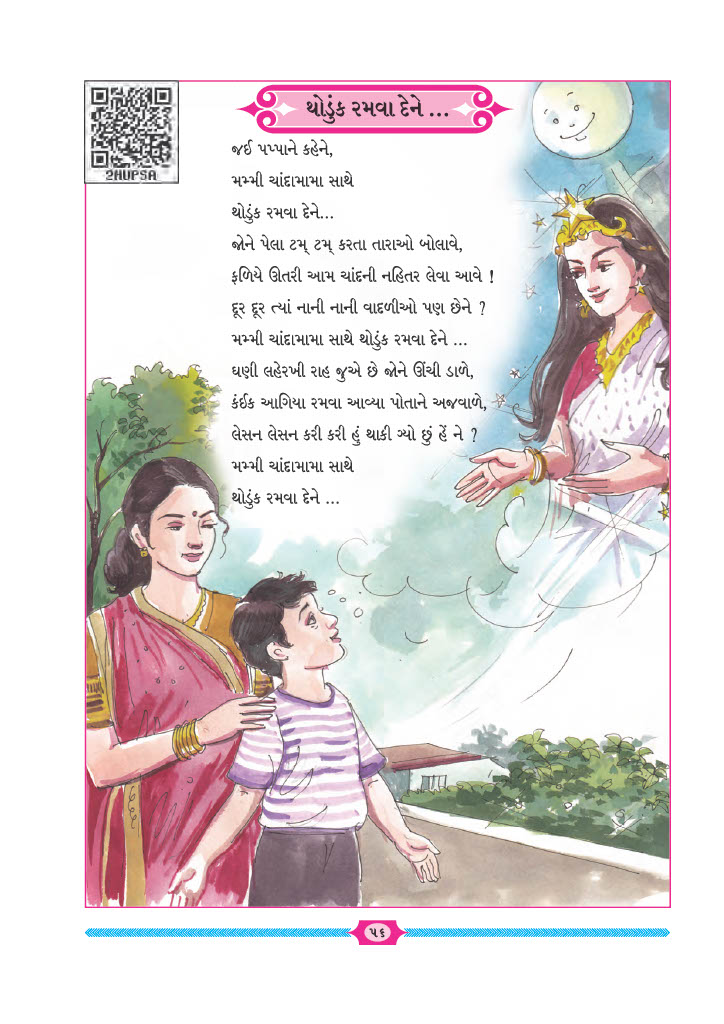 થોડુંક રમવા દેને ...
2MUPSA
જઈ પપ્પાને કહેને,
મમ્મી ચાંદામામા સાથે
થોડુંક રમવા દેને...
જોને પેલા ટમ્ ટમ્ કરતા તારાઓ બોલાવે,
ફળિયે ઊતરી આમ ચાંદની નહિતર લેવા આવે !
દૂર દૂર ત્યાં નાની નાની વાદળીઓ પણ છેને ?
મમ્મી ચાંદામામા સાથે થોડુંક રમવા દેને ...
ઘણી લહેરખી રાહ જુએ છે જોને ઊંચી ડાળે,
કંઈક આગિયા રમવા આવ્યા પોતાને અજવાળે,
લેસન લેસન કરી કરી હું થાકી ગ્યો છું હેં ને ?
મમ્મી ચાંદામામા સાથે
થોડુંક રમવા દેને ...
૫૬